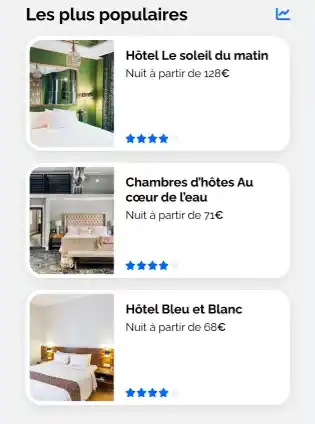 Les plus populaires
Hôtel Le soleil du matin
Nuit à partir de 128€
Chambres d'hôtes Au
cœur de l'eau
Nuit à partir de 71€
Hôtel Bleu et Blanc
Nuit à partir de 68€